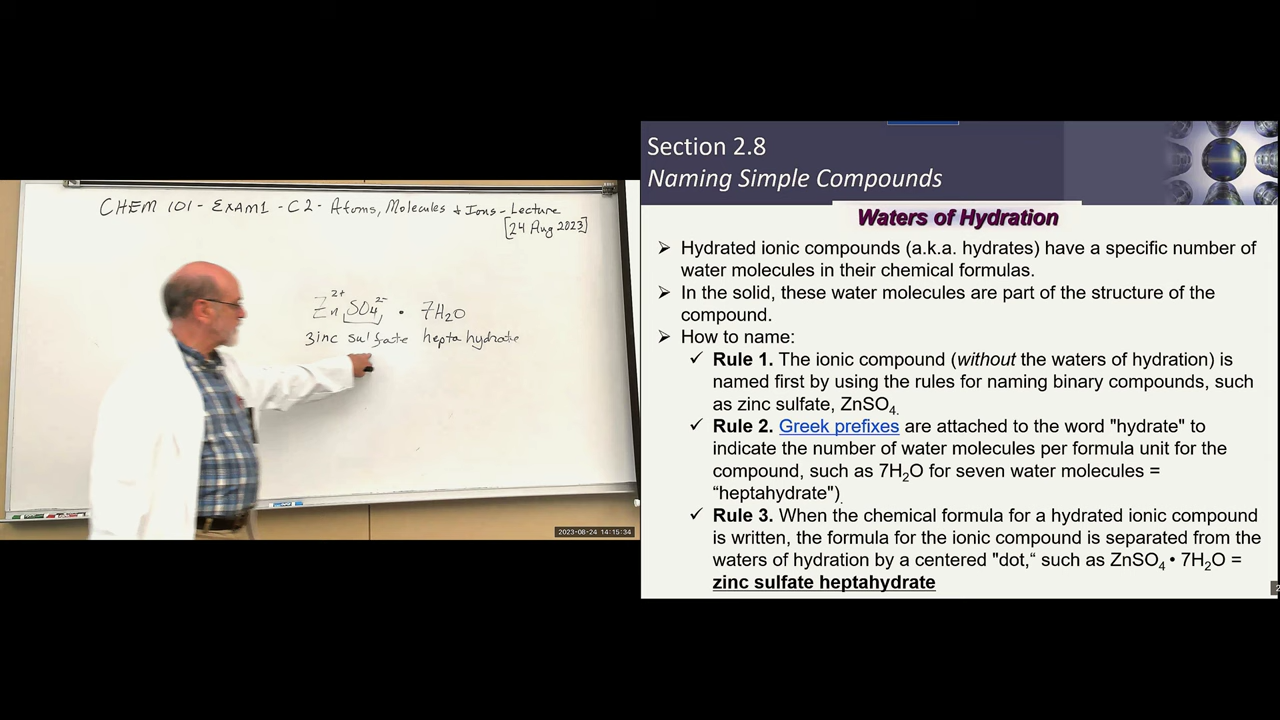 CHEM 101 - EXAM 1 - C2 - Atoms, Molecules & Ions - Lecture
[24 Aug 2023]
Zn²⁺ SO₄²⁻ • 7H₂O
zinc sulfate heptahydrate
2023-08-24 14:15:34
Section 2.8
Naming Simple Compounds
Waters of Hydration
➢ Hydrated ionic compounds (a.k.a. hydrates) have a specific number of
water molecules in their chemical formulas.
➢ In the solid, these water molecules are part of the structure of the
compound.
➢ How to name:
✓ Rule 1. The ionic compound (without the waters of hydration) is
named first by using the rules for naming binary compounds, such
as zinc sulfate, ZnSO₄.
✓ Rule 2. Greek prefixes are attached to the word "hydrate" to
indicate the number of water molecules per formula unit for the
compound, such as 7H₂O for seven water molecules =
“heptahydrate").
✓ Rule 3. When the chemical formula for a hydrated ionic compound
is written, the formula for the ionic compound is separated from the
waters of hydration by a centered "dot,“ such as ZnSO₄ • 7H₂O =
zinc sulfate heptahydrate